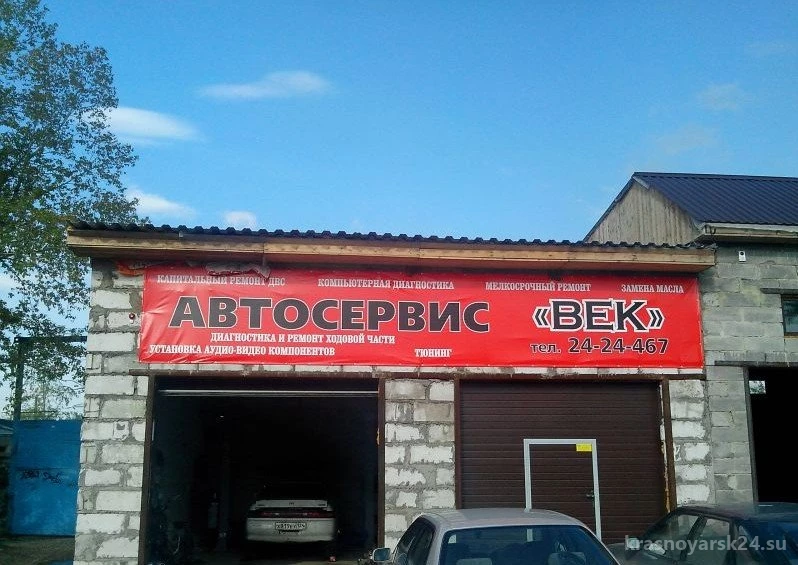 КАПИТАЛЬНЫЙ РЕМОНТ ДВС КОМПЬЮТЕРНАЯ ДИАГНОСТИКА МЕЛКОСРОЧНЫЙ РЕМОНТ ЗАМЕНА МАСЛА
АВТОСЕРВИС «ВЕК»
ДИАГНОСТИКА И РЕМОНТ ХОДОВОЙ ЧАСТИ
тел. 24-24-467
УСТАНОВКА АУДИО-ВИДЕО КОМПОНЕНТОВ ТЮНИНГ
krasnoyarsk24.su